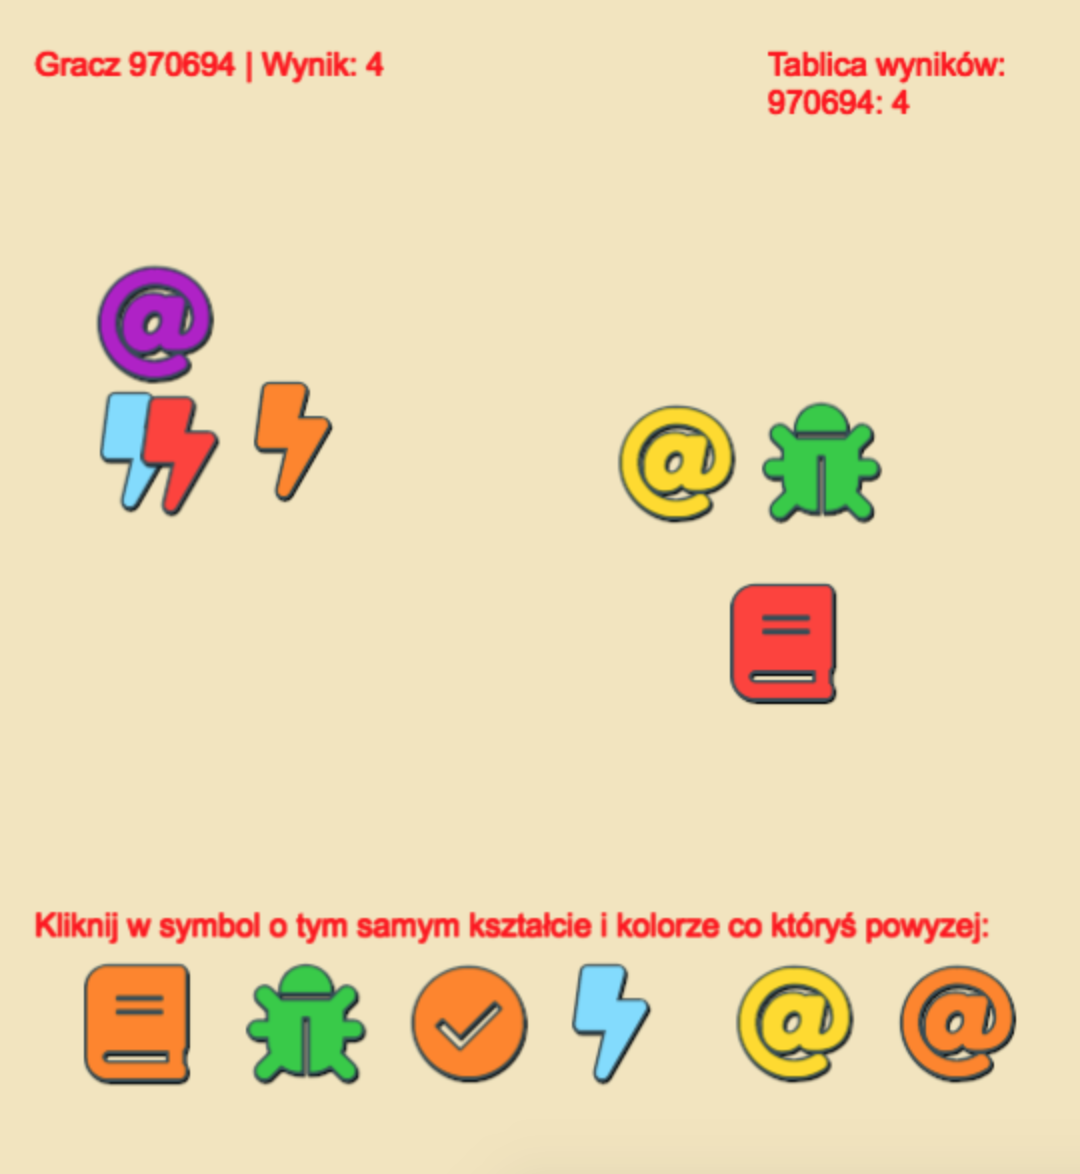 Gracz 970694 | Wynik: 4
Tablica wyników:
970694: 4
Kliknij w symbol o tym samym kształcie i kolorze co któryś powyzej: